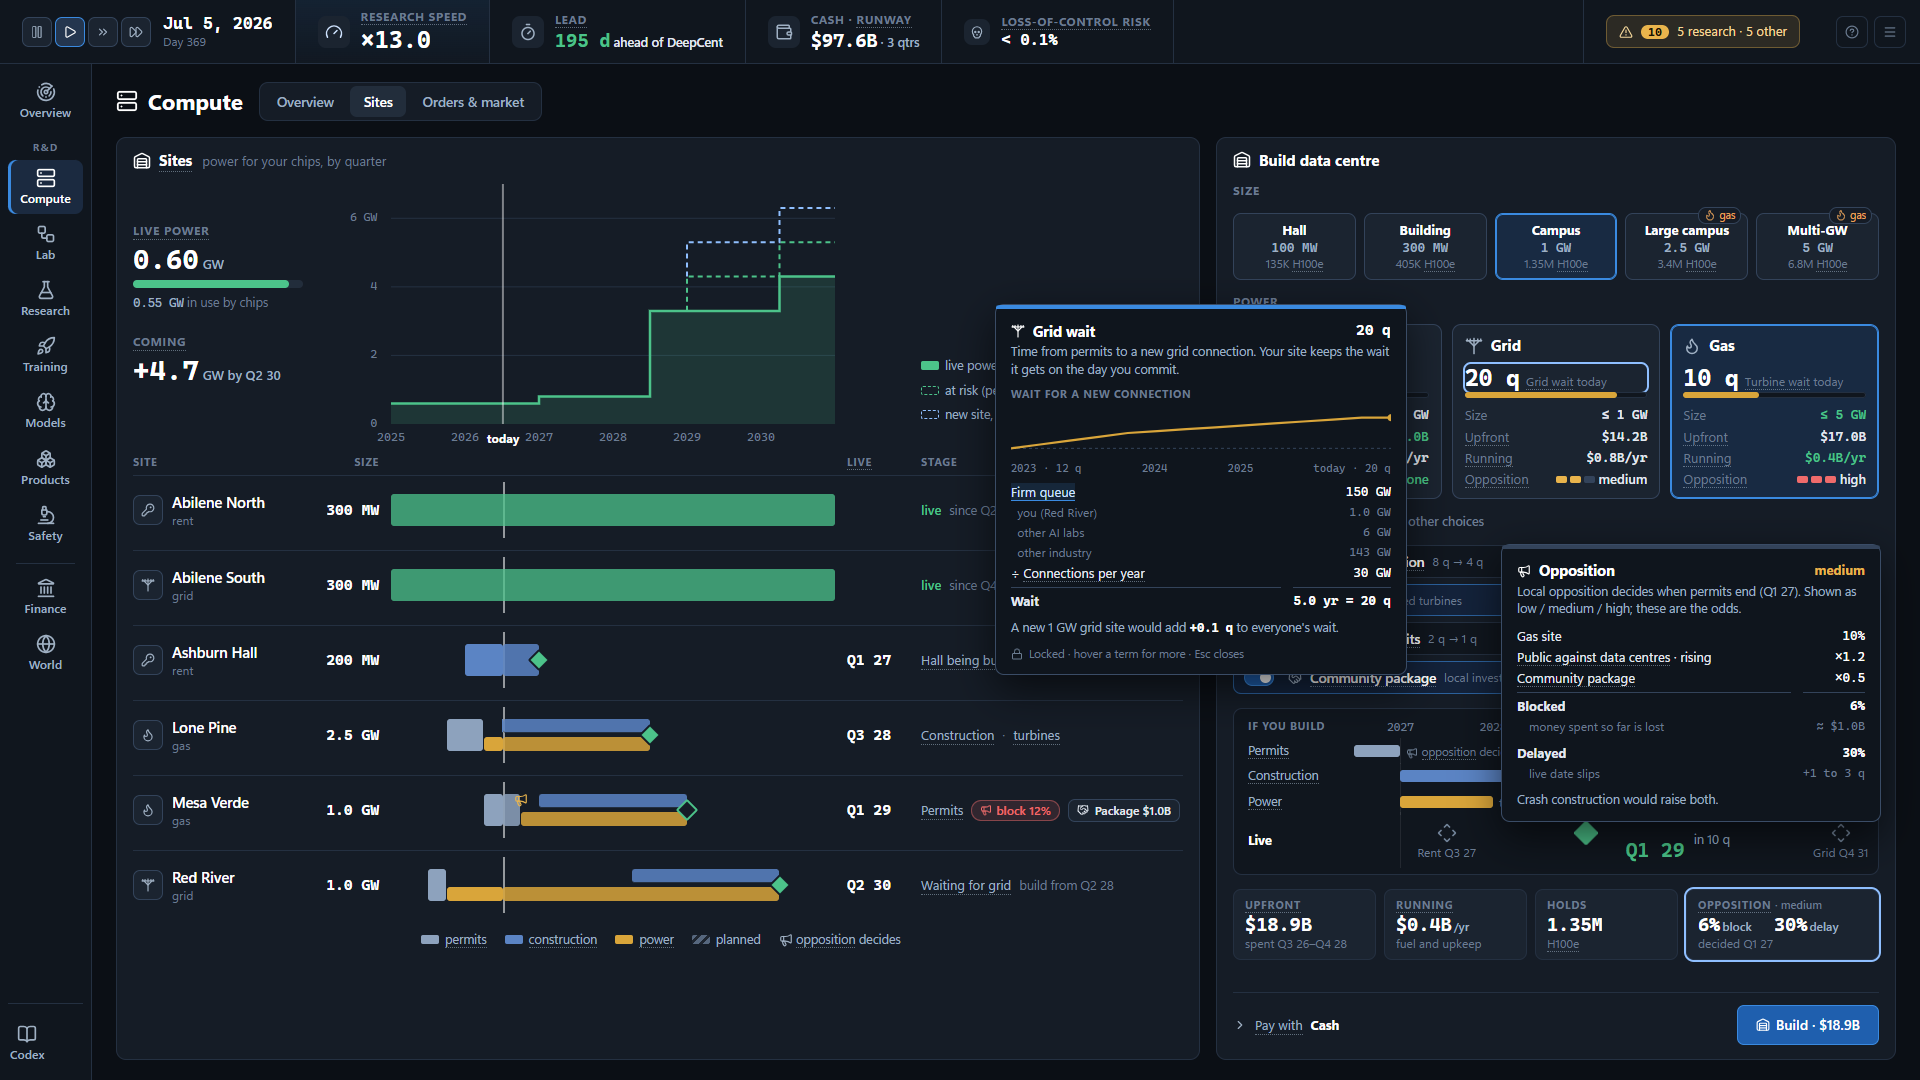 Jul 5, 2026
Day 369
RESEARCH SPEED
×13.0
LEAD
195 d ahead of DeepCent
CASH · RUNWAY
$97.6B · 3 qtrs
LOSS-OF-CONTROL RISK
< 0.1%
10 5 research · 5 other
Overview
R&D
Compute
Lab
Research
Training
Models
Products
Safety
Finance
World
Codex
Compute
Overview Sites Orders & market
Sites power for your chips, by quarter
LIVE POWER
0.60 GW
0.55 GW in use by chips
COMING
+4.7 GW by Q2 30
6 GW
4
2
0
2025 2026 today 2027 2028 2029 2030
live powe
at risk (pe
new site,
SITE SIZE LIVE STAGE
Abilene North
rent
300 MW
live since Q2
Abilene South
grid
300 MW
live since Q4
Ashburn Hall
rent
200 MW
Q1 27
Hall being bu
Lone Pine
gas
2.5 GW
Q3 28
Construction · turbines
Mesa Verde
gas
1.0 GW
Q1 29
Permits block 12% Package $1.0B
Red River
grid
1.0 GW
Q2 30
Waiting for grid build from Q2 28
permits construction power planned opposition decides
Build data centre
SIZE
Hall
100 MW
135K H100e
Building
300 MW
405K H100e
Campus
1 GW
1.35M H100e
gas
Large campus
2.5 GW
3.4M H100e
gas
Multi-GW
5 GW
6.8M H100e
POWER
GW
.0B
/yr
one
Grid
20 q Grid wait today
Size ≤ 1 GW
Upfront $14.2B
Running $0.8B/yr
Opposition medium
Gas
10 q Turbine wait today
Size ≤ 5 GW
Upfront $17.0B
Running $0.4B/yr
Opposition high
other choices
ion 8 q → 4 q
ed turbines
its 2 q → 1 q
Community package local invest
Grid wait 20 q
Time from permits to a new grid connection. Your site keeps the wait
it gets on the day you commit.
WAIT FOR A NEW CONNECTION
2023 · 12 q 2024 2025 today · 20 q
Firm queue 150 GW
you (Red River) 1.0 GW
other AI labs 6 GW
other industry 143 GW
÷ Connections per year 30 GW
Wait 5.0 yr = 20 q
A new 1 GW grid site would add +0.1 q to everyone's wait.
Locked · hover a term for more · Esc closes
Opposition medium
Local opposition decides when permits end (Q1 27). Shown as
low / medium / high; these are the odds.
Gas site 10%
Public against data centres · rising ×1.2
Community package ×0.5
Blocked 6%
money spent so far is lost ≈ $1.0B
Delayed 30%
live date slips +1 to 3 q
Crash construction would raise both.
IF YOU BUILD 2027 202
Permits opposition deci
Construction
Power
Live
Rent Q3 27
Q1 29 in 10 q
Grid Q4 31
UPFRONT
$18.9B
spent Q3 26–Q4 28
RUNNING
$0.4B/yr
fuel and upkeep
HOLDS
1.35M
H100e
OPPOSITION · medium
6% block 30% delay
decided Q1 27
Pay with Cash
Build · $18.9B